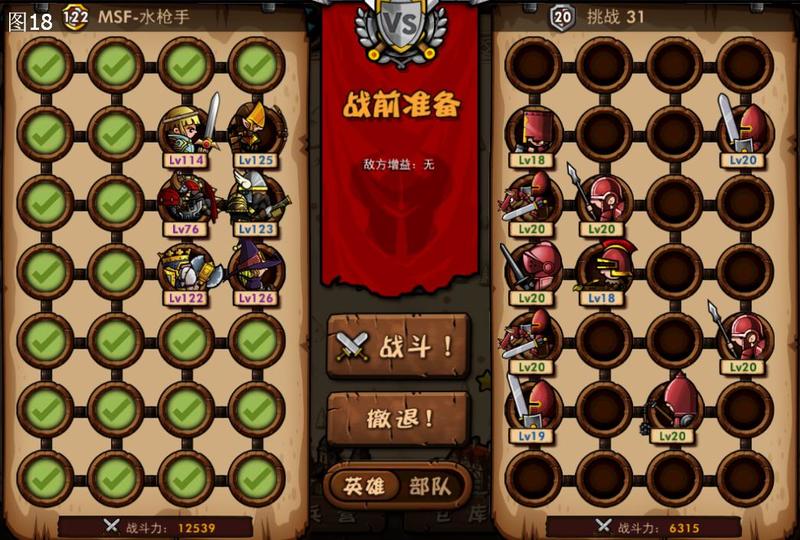 图18
122 MSF-水枪手
VS
20 挑战 31
战前准备
敌方增益：无
Lv114
Lv125
Lv76
Lv123
Lv122
Lv126
Lv18
Lv20
Lv20
Lv20
Lv20
Lv18
Lv20
Lv20
Lv19
Lv20
战斗！
撤退！
英雄 部队
战斗力： 12539
战斗力： 6315